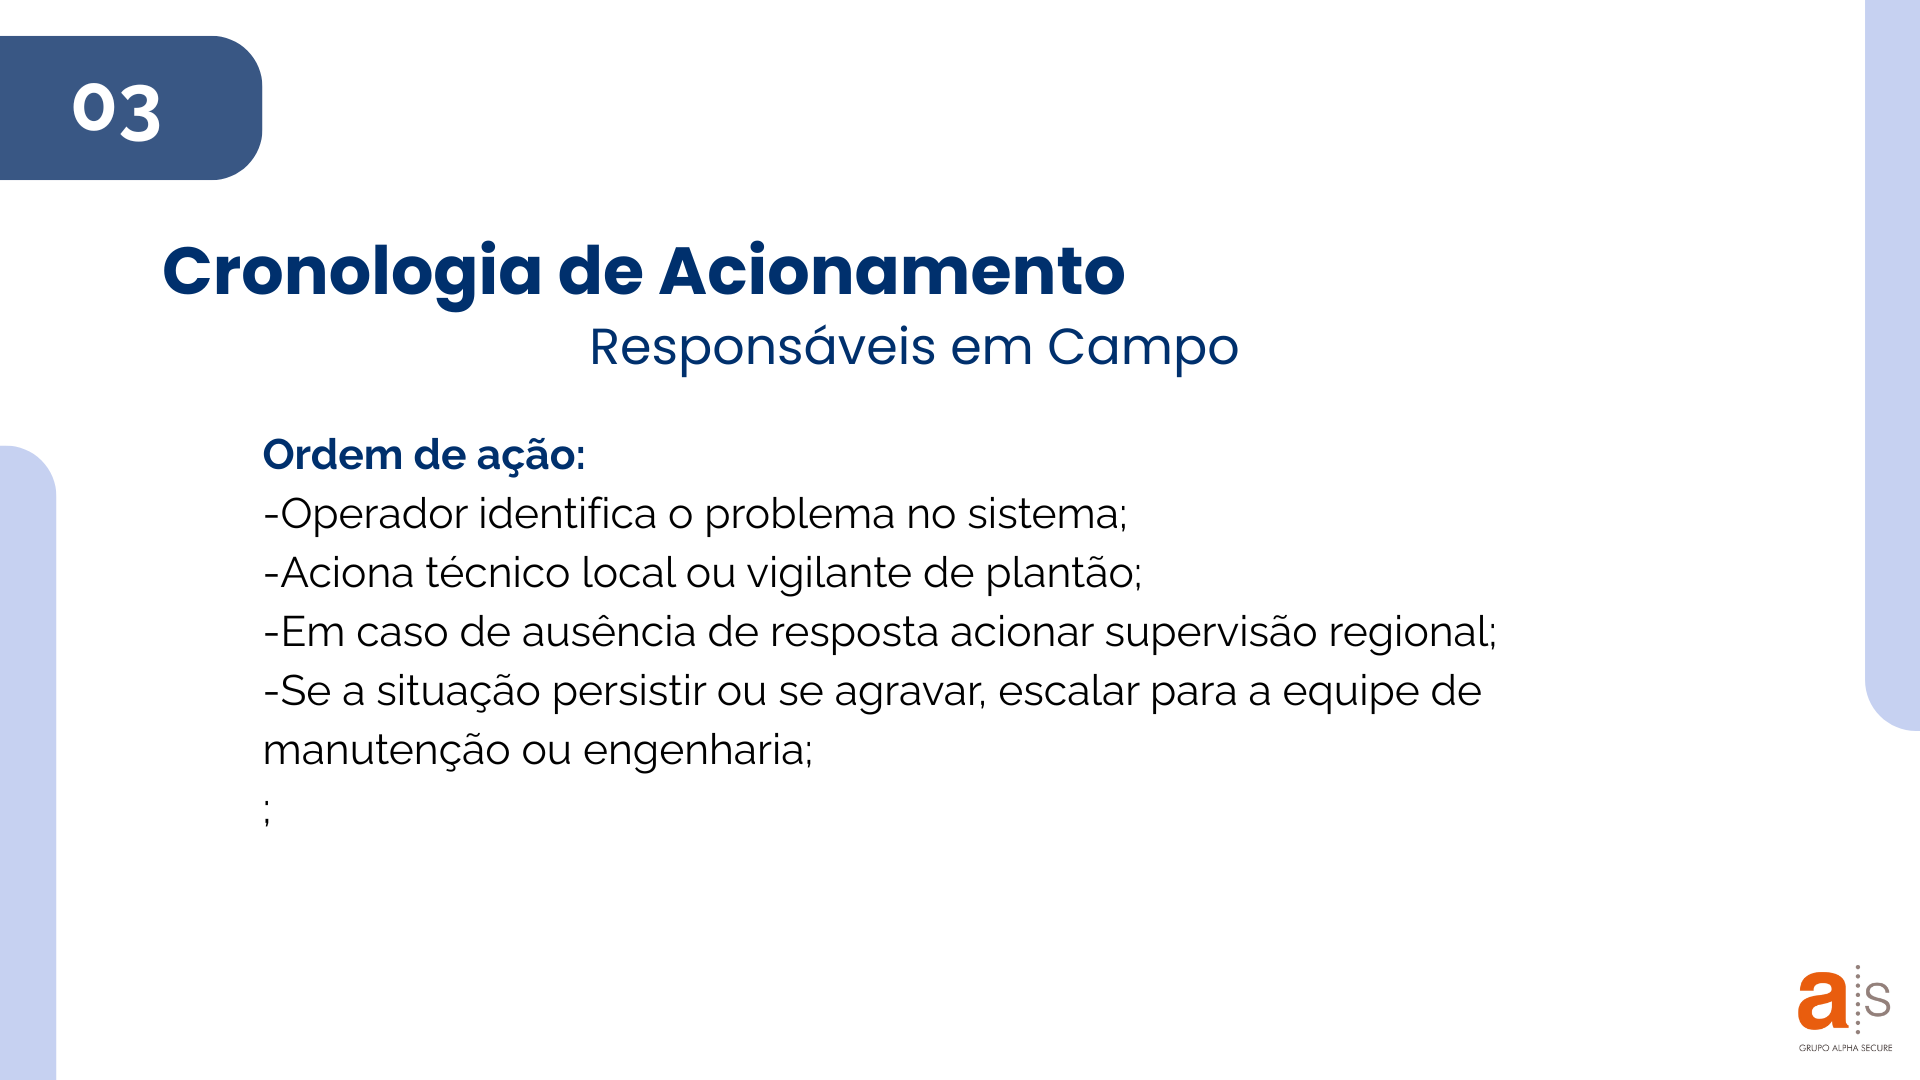 03
Cronologia de Acionamento
Responsáveis em Campo
Ordem de ação:
-Operador identifica o problema no sistema;
-Aciona técnico local ou vigilante de plantão;
-Em caso de ausência de resposta acionar supervisão regional;
-Se a situação persistir ou se agravar, escalar para a equipe de
manutenção ou engenharia;
;
a s
GRUPO ALPHA SECURE